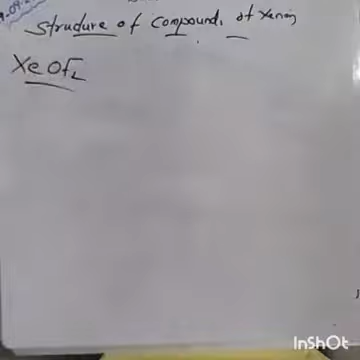 Structure of Compound, of Xenon
XeOF₂
InShOt